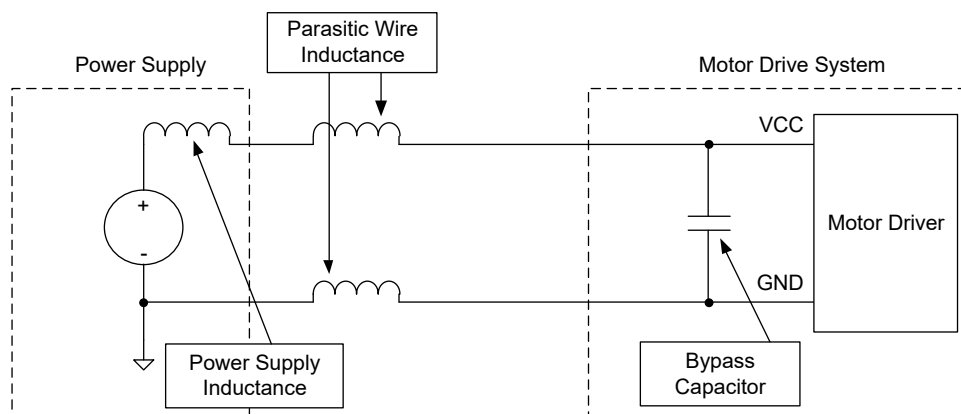 Parasitic Wire
Inductance
Power Supply
Motor Drive System
VCC
+
-
Motor Driver
GND
Power Supply
Inductance
Bypass
Capacitor